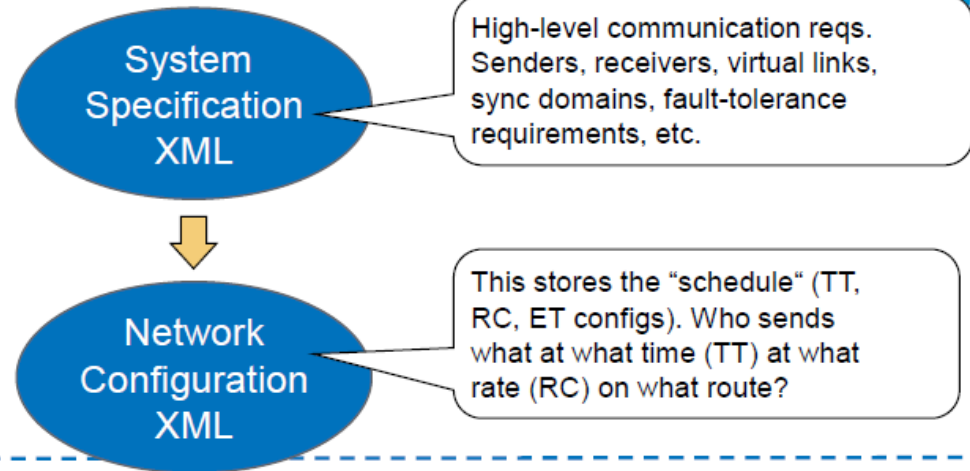 System
Specification
XML
High-level communication reqs.
Senders, receivers, virtual links,
sync domains, fault-tolerance
requirements, etc.
Network
Configuration
XML
This stores the “schedule“ (TT,
RC, ET configs). Who sends
what at what time (TT) at what
rate (RC) on what route?